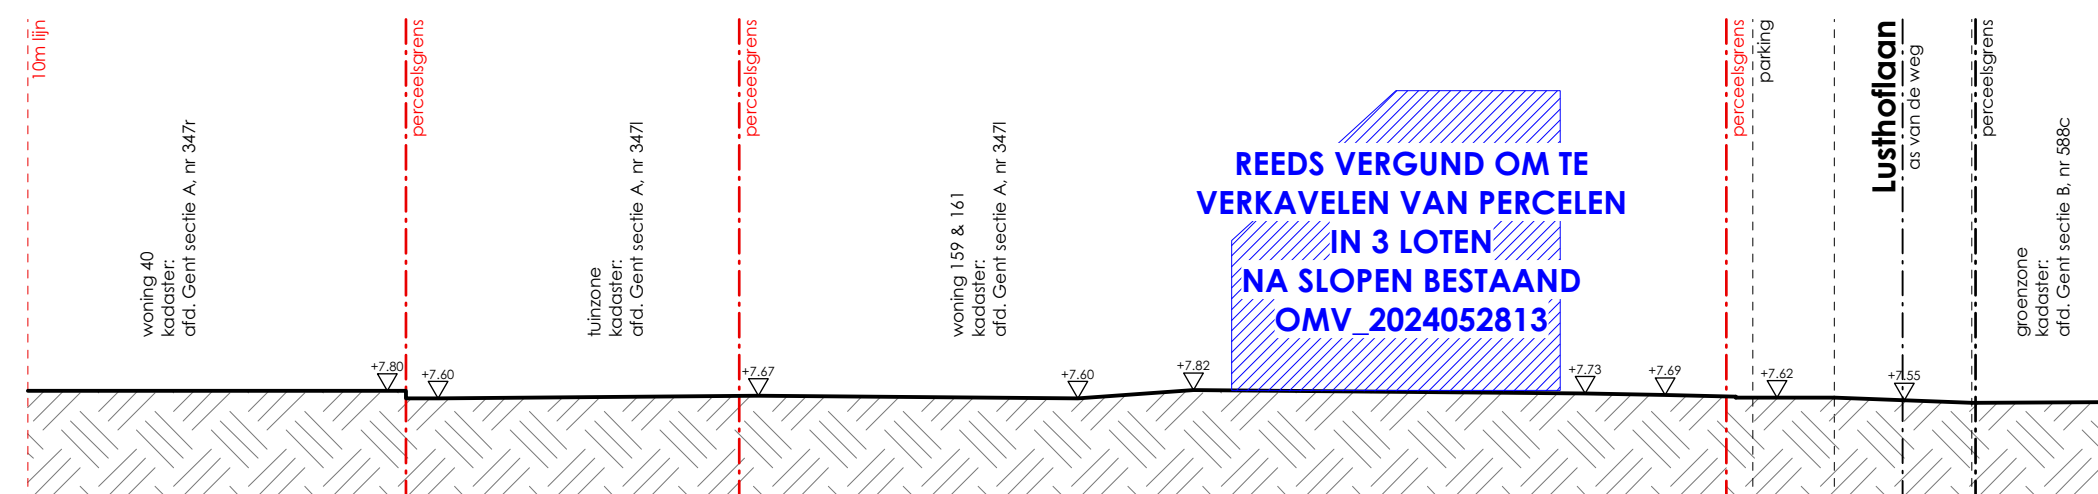 10m lijn
woning 40
kadaster:
afd. Gent sectie A, nr 347r
perceelsgrens
tuinzone
kadaster:
afd. Gent sectie A, nr 347l
perceelsgrens
woning 159 & 161
kadaster:
afd. Gent sectie A, nr 347l
REEDS VERGUND OM TE
VERKAVELEN VAN PERCELEN
IN 3 LOTEN
NA SLOPEN BESTAAND
OMV_2024052813
perceelsgrens
parking
Lusthoflaan
as van de weg
perceelsgrens
groenzone
kadaster:
afd. Gent sectie B, nr 588c
+7.80
+7.60
+7.67
+7.60
+7.82
+7.73
+7.69
+7.62
+7.55